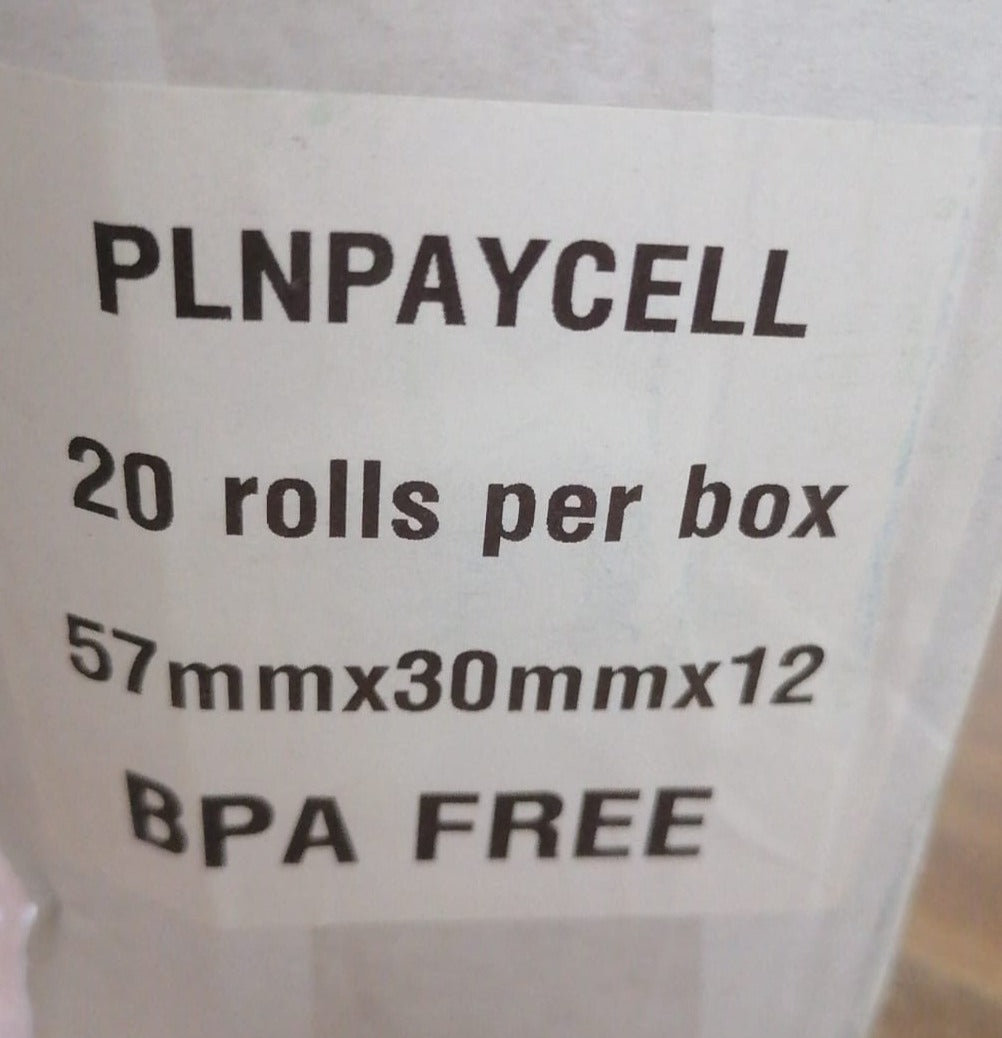 PLNPAYCELL
20 rolls per box
57mmx30mmx12
BPA FREE